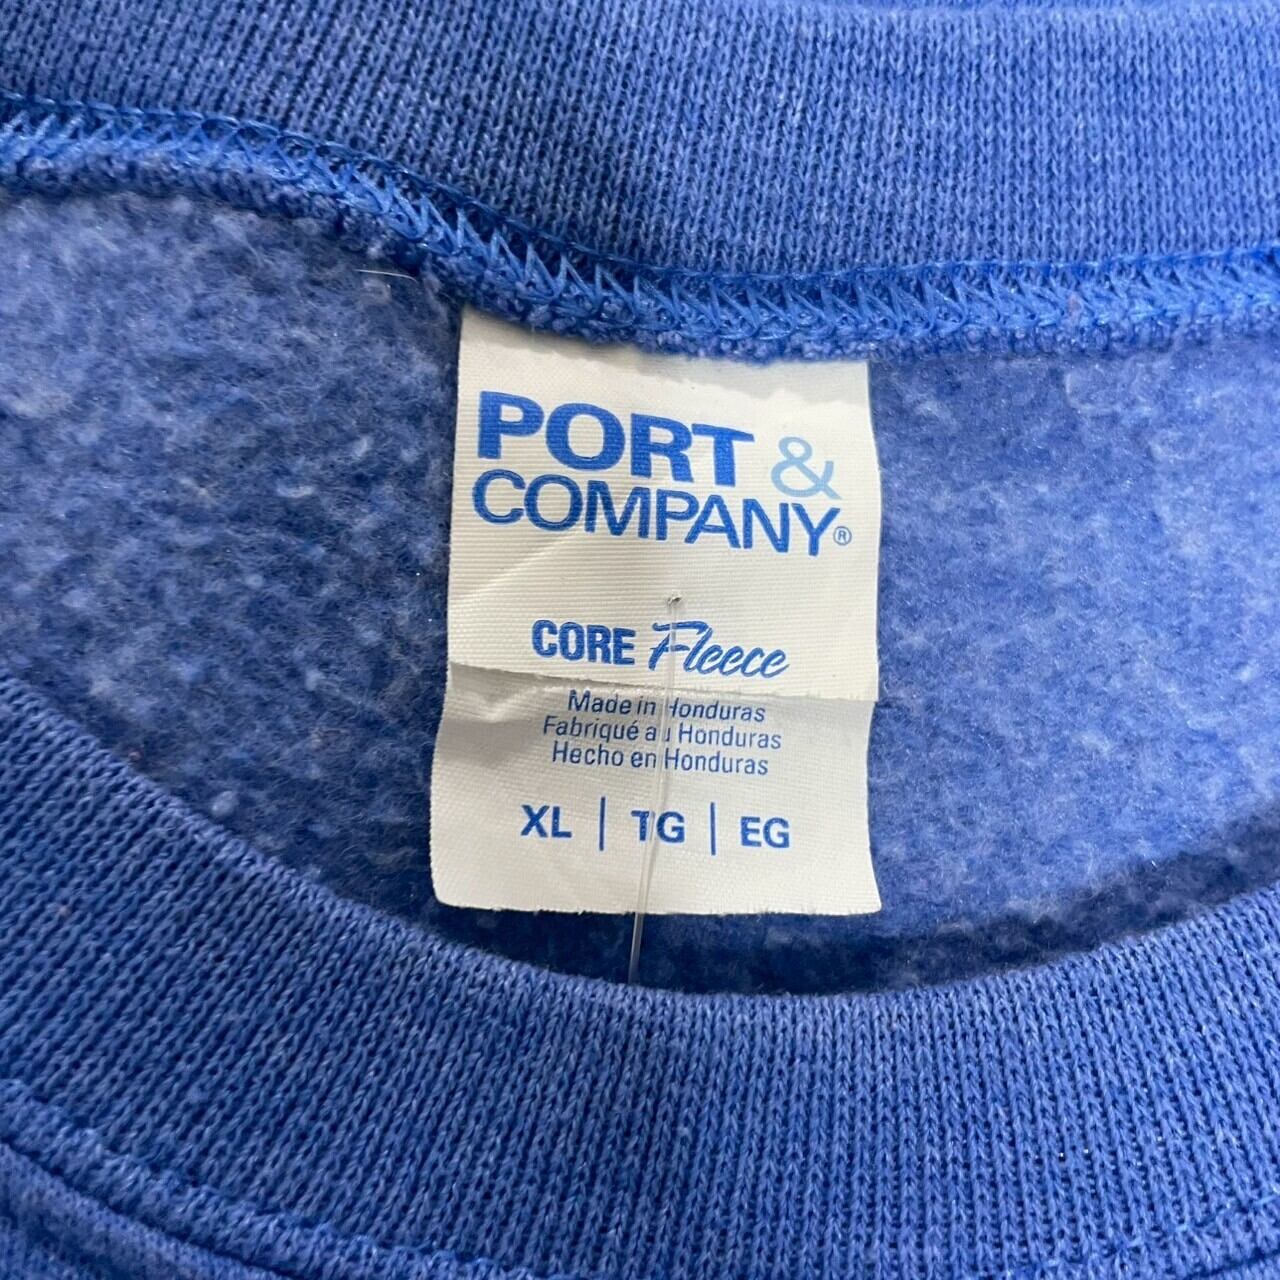 PORT &
COMPANY®
CORE Fleece
Made in Honduras
Fabriqué au Honduras
Hecho en Honduras
XL | TG | EG